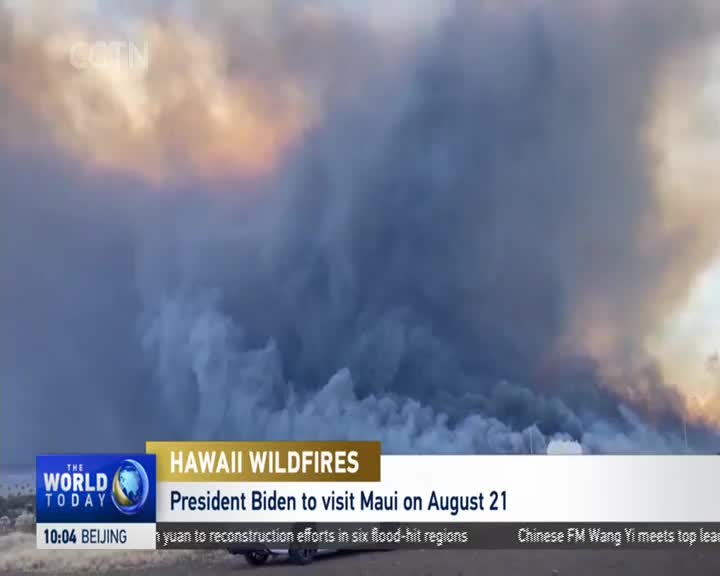 CGTN
HAWAII WILDFIRES
THE
WORLD
TODAY
President Biden to visit Maui on August 21
10:04 BEIJING
yuan to reconstruction efforts in six flood-hit regions
Chinese FM Wang Yi meets top